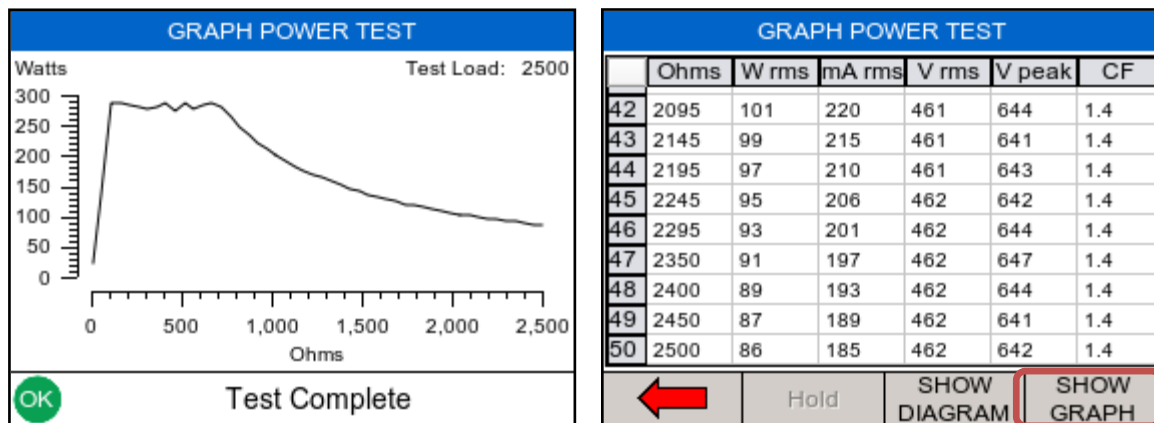 GRAPH POWER TEST
Watts Test Load: 2500
300
250
200
150
100
50
0
0 500 1,000 1,500 2,000 2,500
Ohms
OK Test Complete
GRAPH POWER TEST
Ohms W rms mA rms V rms V peak CF
42 2095 101 220 461 644 1.4
43 2145 99 215 461 641 1.4
44 2195 97 210 461 643 1.4
45 2245 95 206 462 642 1.4
46 2295 93 201 462 644 1.4
47 2350 91 197 462 647 1.4
48 2400 89 193 462 644 1.4
49 2450 87 189 462 641 1.4
50 2500 86 185 462 642 1.4
Hold
SHOW
DIAGRAM
SHOW
GRAPH